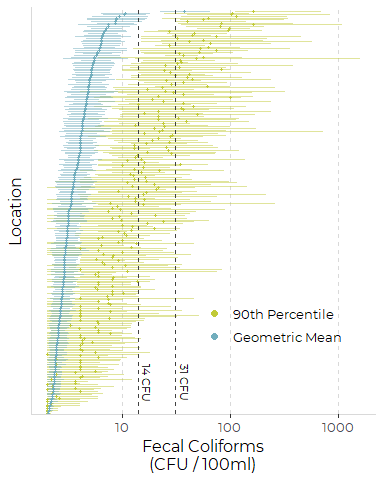 Location
90th Percentile
Geometric Mean
14 CFU
31 CFU
10
100
1000
Fecal Coliforms
(CFU / 100ml)